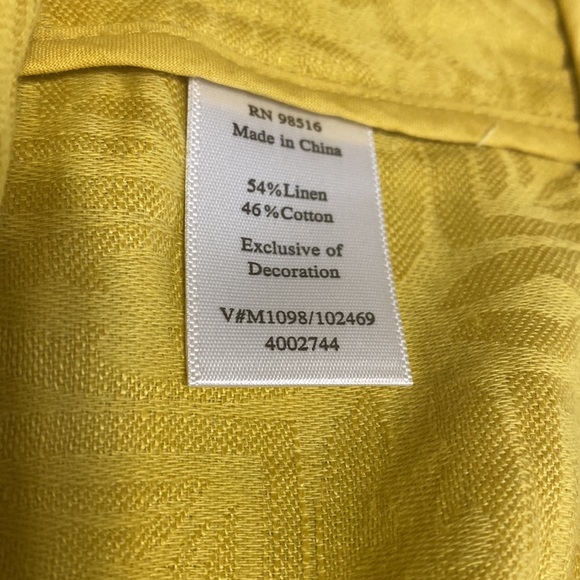 RN 98516
Made in China
54%Linen
46%Cotton
Exclusive of
Decoration
V#M1098/102469
4002744